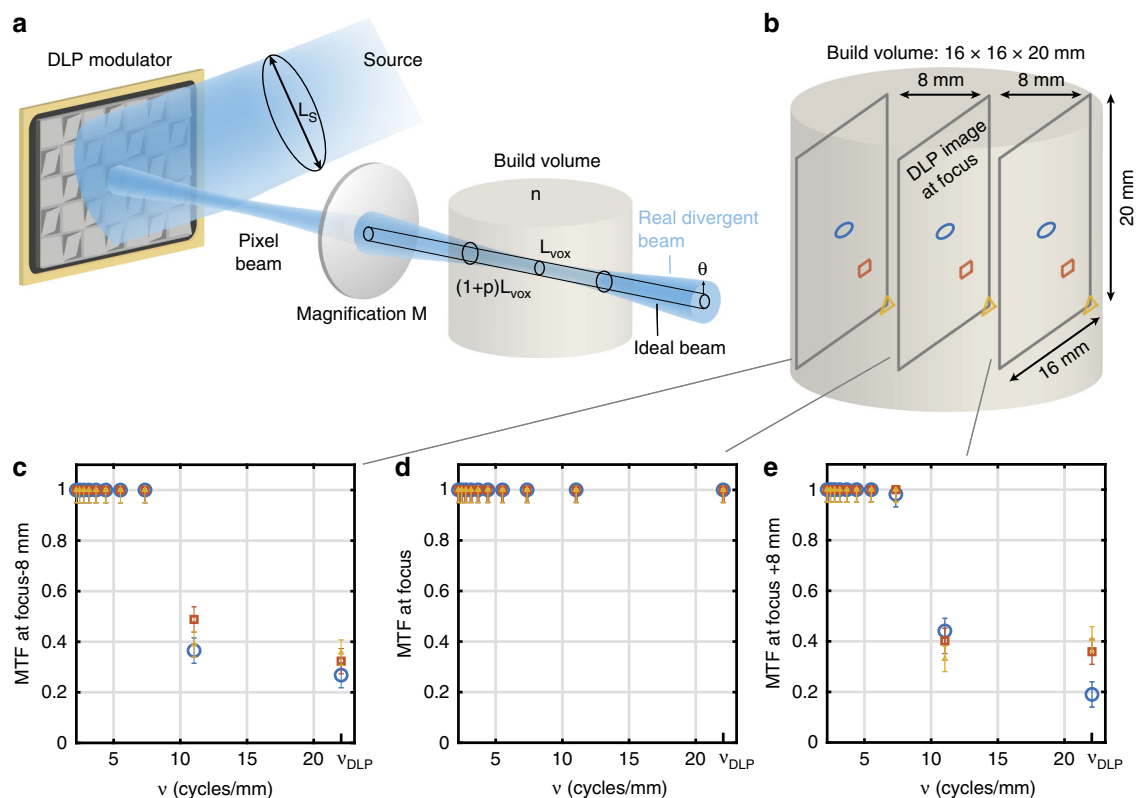 a
DLP modulator
Source
L_S
Build volume
n
Pixel
beam
L_vox
Real divergent
beam
θ
(1+p)L_vox
Magnification M
Ideal beam
b
Build volume: 16 × 16 × 20 mm
8 mm
8 mm
DLP image
at focus
20 mm
16 mm
c
MTF at focus-8 mm
1
0.8
0.6
0.4
0.2
0
5
10
15
20
ν_DLP
ν (cycles/mm)
d
MTF at focus
1
0.8
0.6
0.4
0.2
0
5
10
15
20
ν_DLP
ν (cycles/mm)
e
MTF at focus +8 mm
1
0.8
0.6
0.4
0.2
0
5
10
15
20
ν_DLP
ν (cycles/mm)